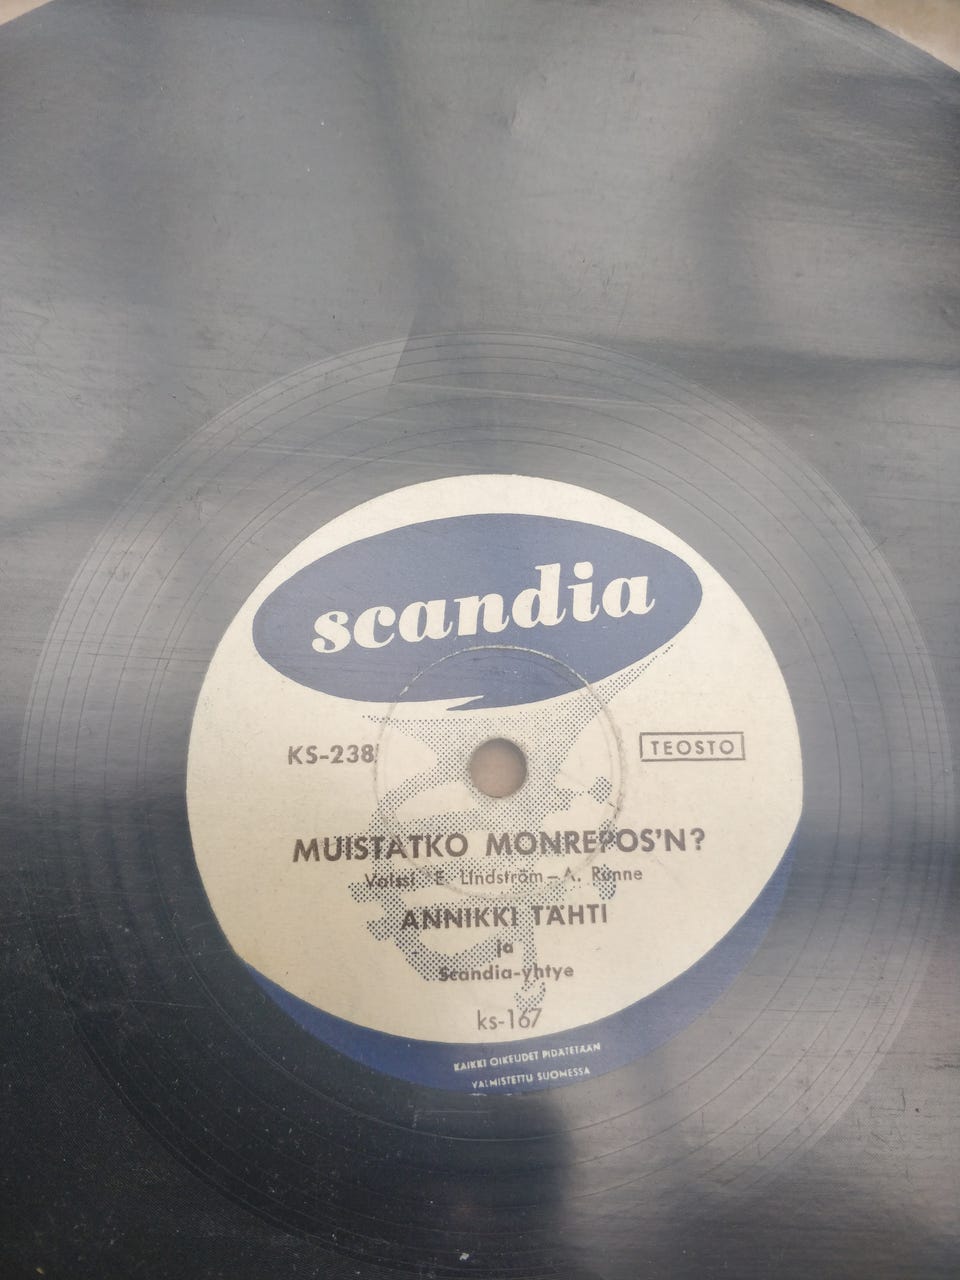 scandia
KS-238
TEOSTO
MUISTATKO MONREPOS'N?
Valssi E. Lindström – A. Runne
ANNIKKI TÄHTI
ja
Scandia-yhtye
ks-167
KAIKKI OIKEUDET PIDÄTETÄÄN
VALMISTETTU SUOMESSA